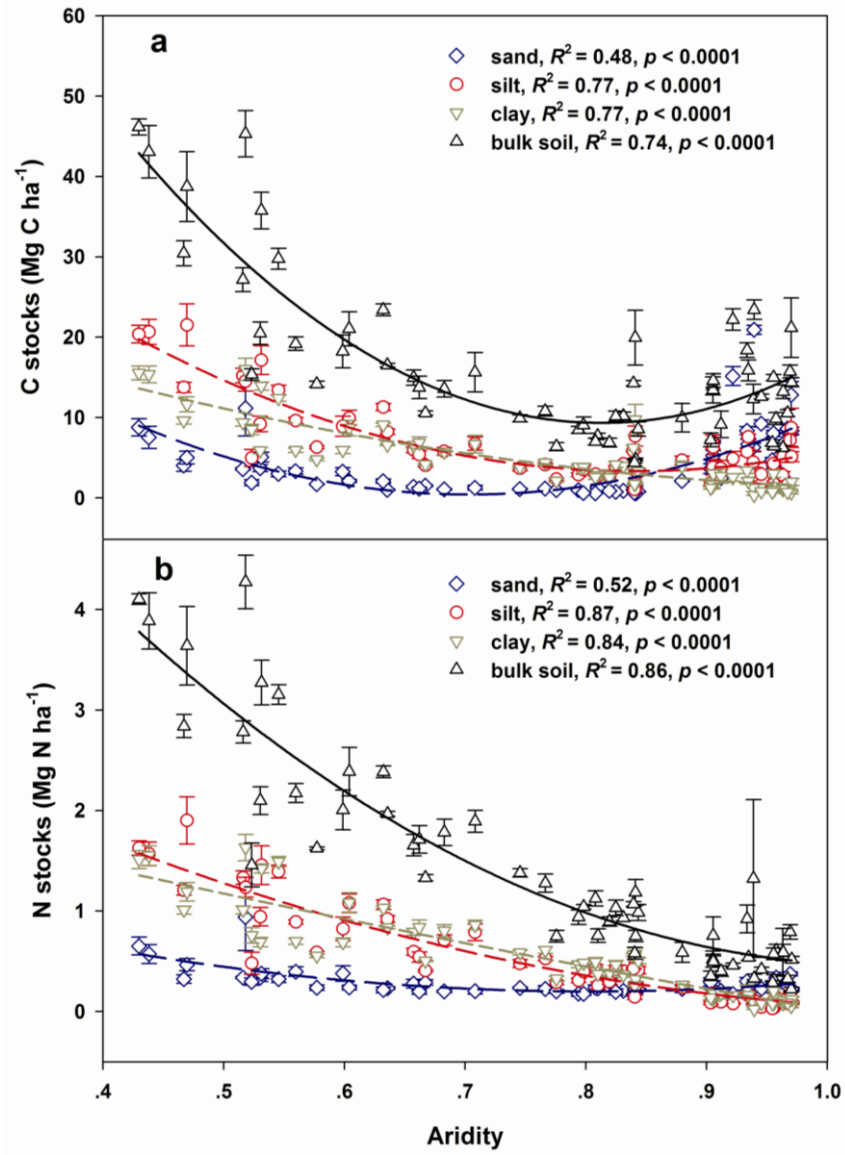 60
a
sand, R² = 0.48, p < 0.0001
silt, R² = 0.77, p < 0.0001
clay, R² = 0.77, p < 0.0001
bulk soil, R² = 0.74, p < 0.0001
50
40
30
20
10
0
C stocks (Mg C ha⁻¹)
b
sand, R² = 0.52, p < 0.0001
silt, R² = 0.87, p < 0.0001
clay, R² = 0.84, p < 0.0001
bulk soil, R² = 0.86, p < 0.0001
4
3
2
1
0
N stocks (Mg N ha⁻¹)
.4 .5 .6 .7 .8 .9 1.0
Aridity